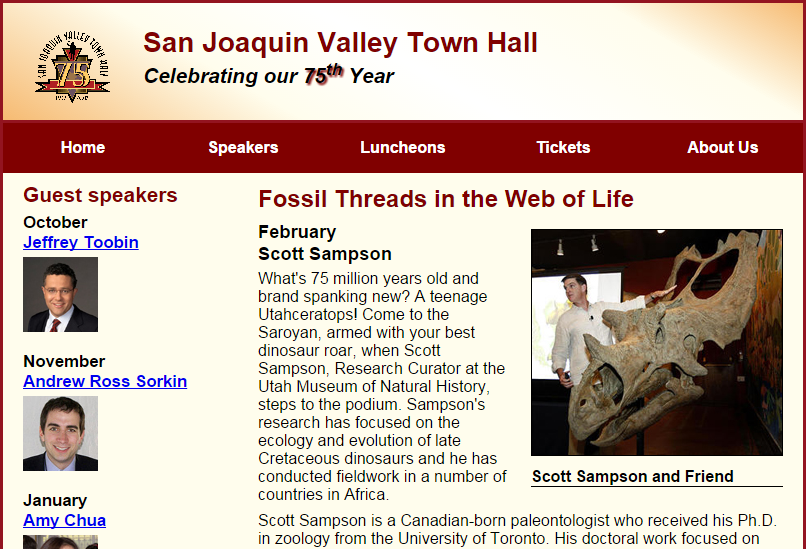 SAN JOAQUIN VALLEY TOWN HALL
75
San Joaquin Valley Town Hall
Celebrating our 75th Year
Home Speakers Luncheons Tickets About Us
Guest speakers
October
Jeffrey Toobin
November
Andrew Ross Sorkin
January
Amy Chua
Fossil Threads in the Web of Life
February
Scott Sampson
What's 75 million years old and
brand spanking new? A teenage
Utahceratops! Come to the
Saroyan, armed with your best
dinosaur roar, when Scott
Sampson, Research Curator at the
Utah Museum of Natural History,
steps to the podium. Sampson's
research has focused on the
ecology and evolution of late
Cretaceous dinosaurs and he has
conducted fieldwork in a number of
countries in Africa.
Scott Sampson and Friend
Scott Sampson is a Canadian-born paleontologist who received his Ph.D.
in zoology from the University of Toronto. His doctoral work focused on